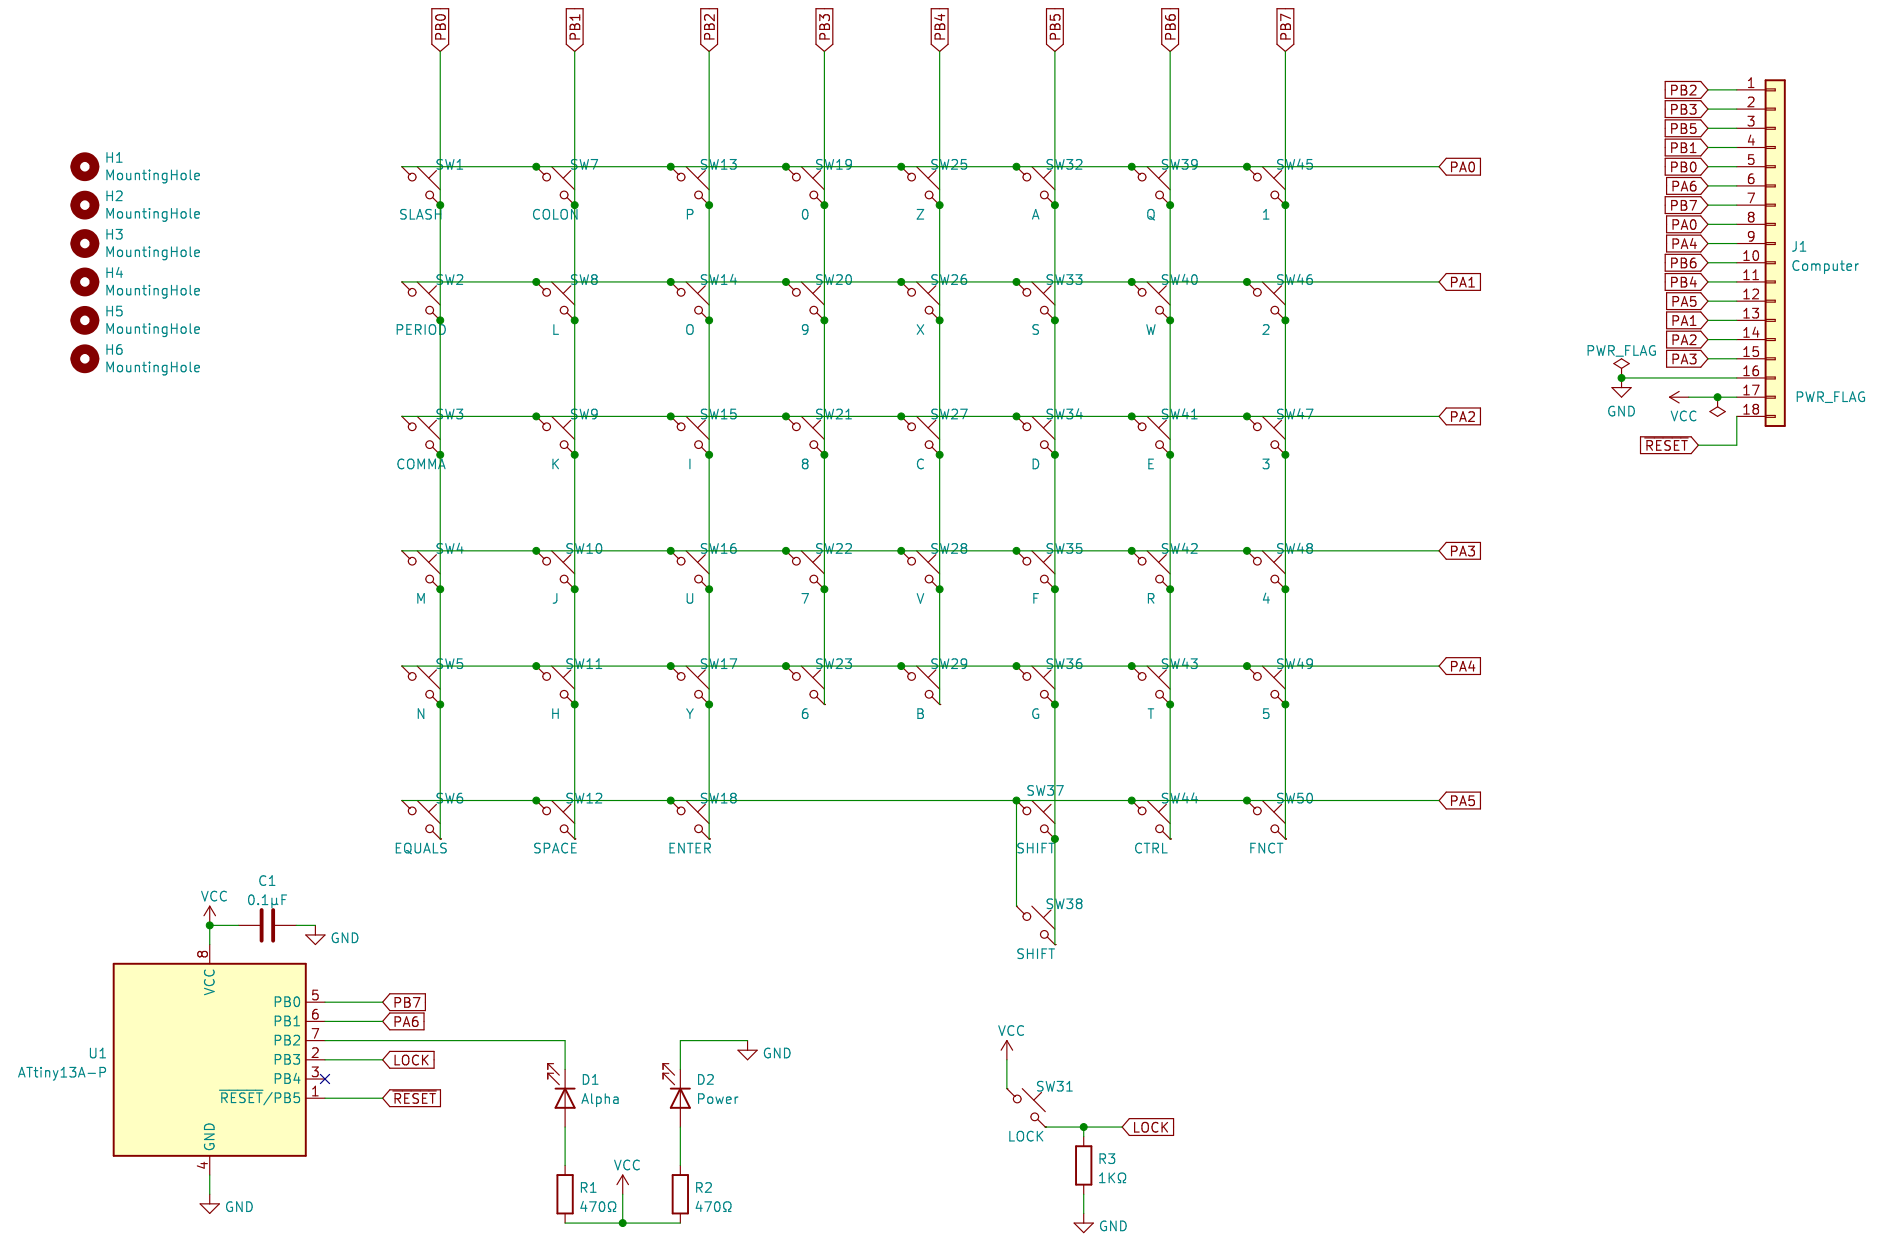 PB0 PB1 PB2 PB3 PB4 PB5 PB6 PB7
H1
MountingHole
H2
MountingHole
H3
MountingHole
H4
MountingHole
H5
MountingHole
H6
MountingHole
SW1 SW7 SW13 SW19 SW25 SW32 SW39 SW45 PA0
SLASH COLON P 0 Z A Q 1
SW2 SW8 SW14 SW20 SW26 SW33 SW40 SW46 PA1
PERIOD L O 9 X S W 2
SW3 SW9 SW15 SW21 SW27 SW34 SW41 SW47 PA2
COMMA K I 8 C D E 3
SW4 SW10 SW16 SW22 SW28 SW35 SW42 SW48 PA3
M J U 7 V F R 4
SW5 SW11 SW17 SW23 SW29 SW36 SW43 SW49 PA4
N H Y 6 B G T 5
SW6 SW12 SW18 SW37 SW44 SW50 PA5
EQUALS SPACE ENTER SHIFT CTRL FNCT
SW38
SHIFT
PB2 1
PB3 2
PB5 3
PB1 4
PB0 5
PA6 6
PB7 7
PA0 8
PA4 9
PB6 10
PB4 11
PA5 12
PA1 13
PA2 14
PA3 15
16
17
18
J1
Computer
PWR_FLAG
GND
VCC
PWR_FLAG
RESET
C1
0.1µF
VCC
GND
8
VCC
PB0 5 PB7
PB1 6 PA6
PB2 7
PB3 2 LOCK
PB4 3
RESET/PB5 1 RESET
U1
ATtiny13A-P
GND
4
GND
D1
Alpha
D2
Power
GND
VCC
R1
470Ω
R2
470Ω
VCC
SW31
LOCK
LOCK
R3
1KΩ
GND